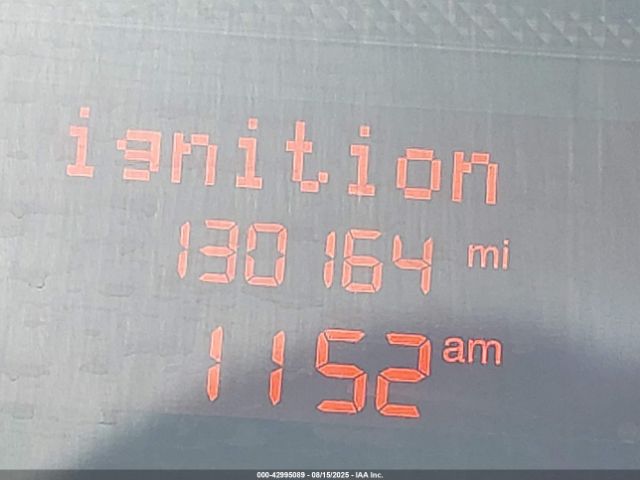 ignition
130164 mi
1152 am
000-42995089 - 08/15/2025 - IAA Inc.